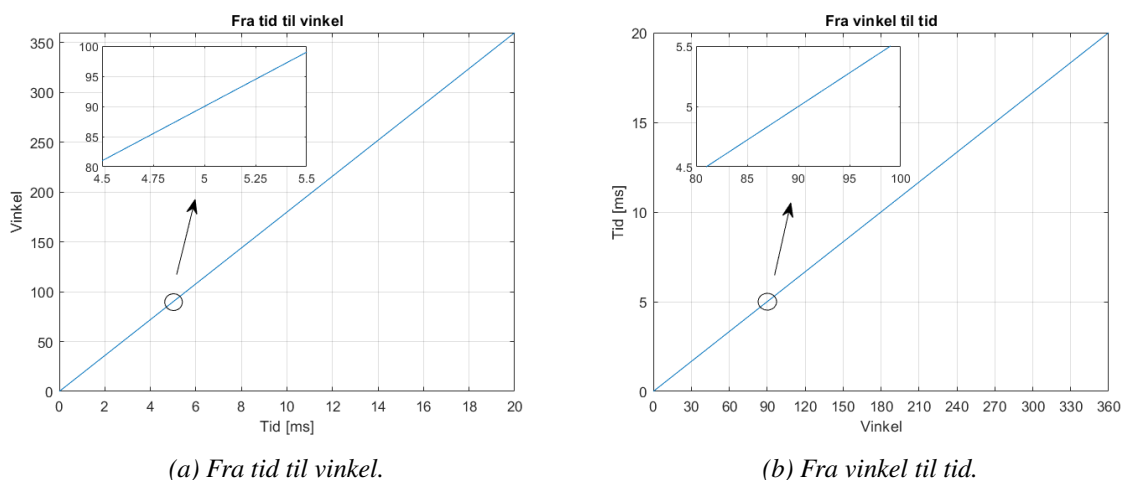 Fra tid til vinkel
350
300
250
200
150
100
50
0
Vinkel
100
95
90
85
80
4.5 4.75 5 5.25 5.5
0 2 4 6 8 10 12 14 16 18 20
Tid [ms]
(a) Fra tid til vinkel.
Fra vinkel til tid
20
15
10
5
0
Tid [ms]
5.5
5
4.5
80 85 90 95 100
0 30 60 90 120 150 180 210 240 270 300 330 360
Vinkel
(b) Fra vinkel til tid.